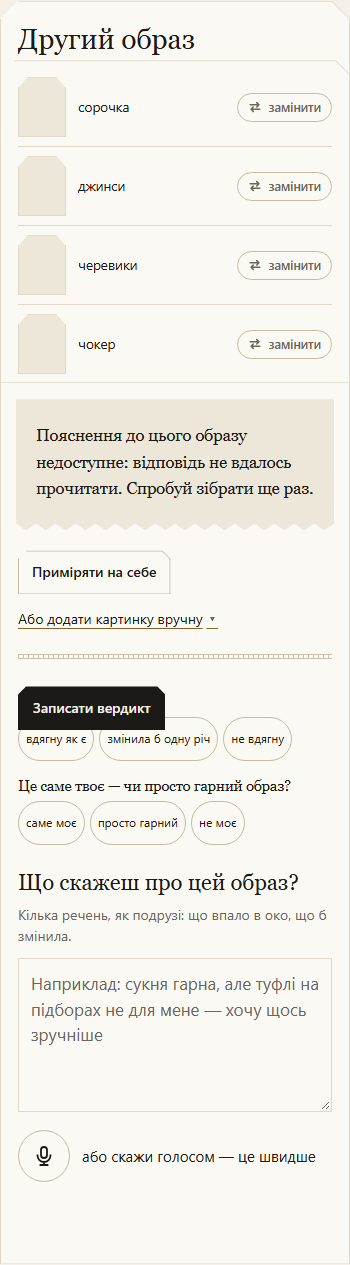 Другий образ
сорочка
замінити
джинси
замінити
черевики
замінити
чокер
замінити
Пояснення до цього образу
недоступне: відповідь не вдалось
прочитати. Спробуй зібрати ще раз.
Приміряти на себе
Або додати картинку вручну
Записати вердикт
вдягну як є
змінила б одну річ
не вдягну
Це саме твоє — чи просто гарний образ?
саме моє
просто гарний
не моє
Що скажеш про цей образ?
Кілька речень, як подрузі: що впало в око, що б
змінила.
Наприклад: сукня гарна, але туфлі на
підборах не для мене — хочу щось
зручніше
або скажи голосом — це швидше